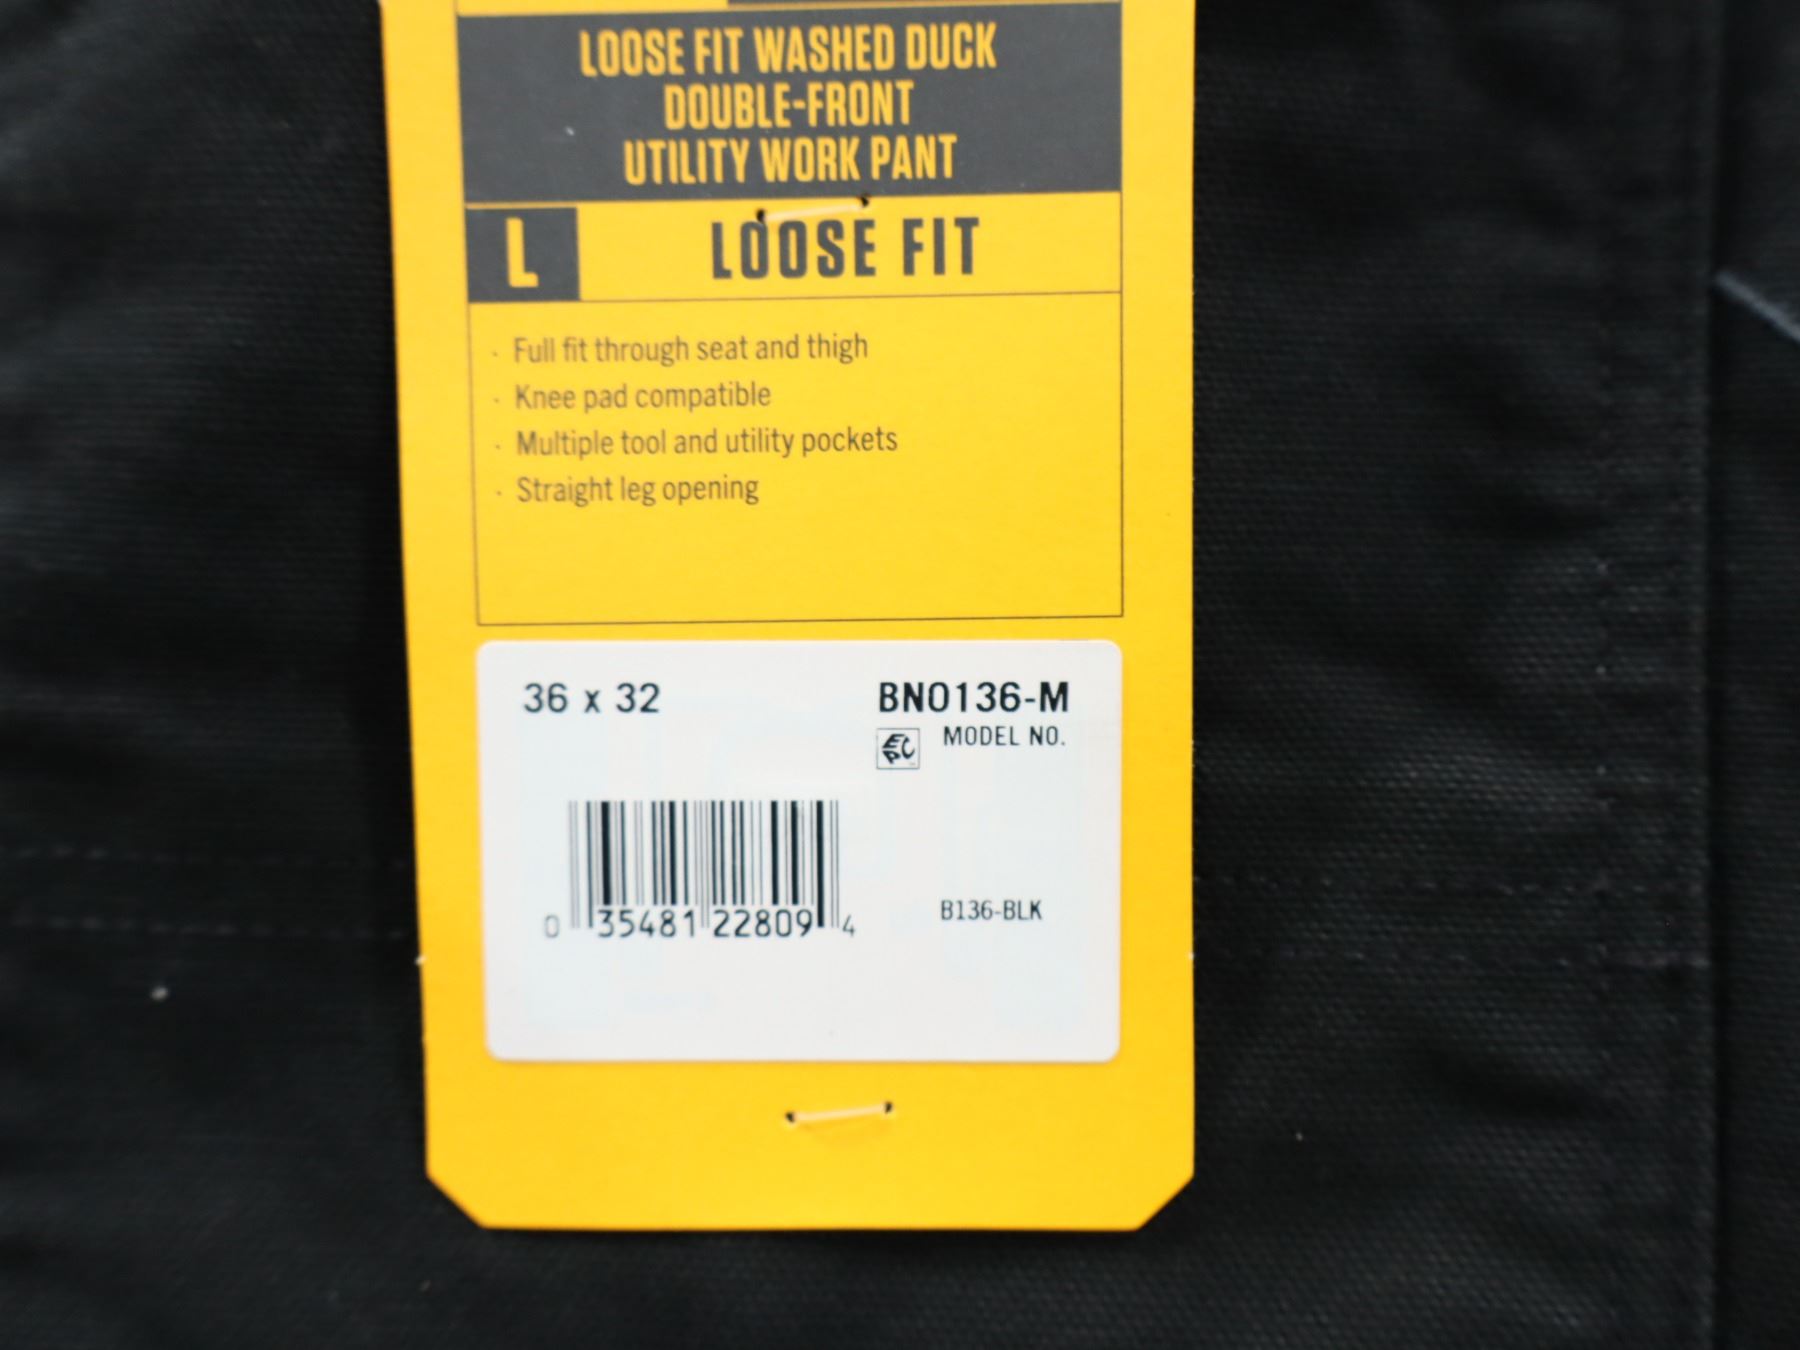 LOOSE FIT WASHED DUCK
DOUBLE-FRONT
UTILITY WORK PANT
L LOOSE FIT
· Full fit through seat and thigh
· Knee pad compatible
· Multiple tool and utility pockets
· Straight leg opening
36 x 32 BN0136-M
EPC MODEL NO.
B136-BLK
0 35481 22809 4